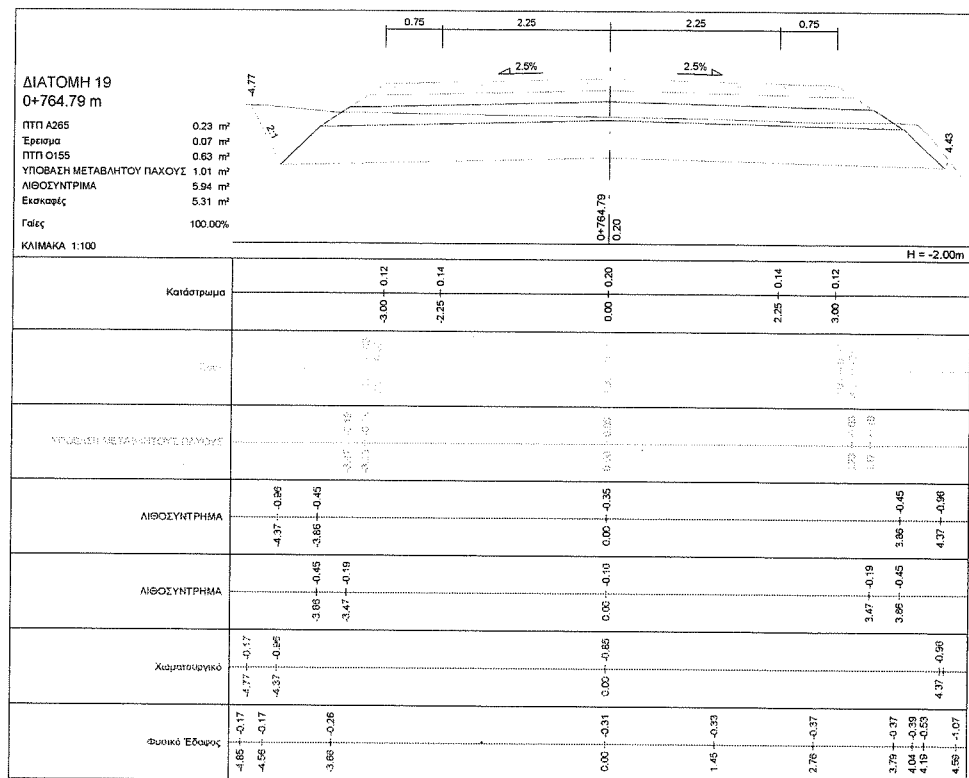 0.75 2.25 2.25 0.75
2.5% 2.5%
-4.77
2:1
4.43
ΔΙΑΤΟΜΗ 19
0+764.79 m
ΠΤΠ Α265 0.23 m²
Έρεισμα 0.07 m²
ΠΤΠ Ο155 0.63 m²
ΥΠΟΒΑΣΗ ΜΕΤΑΒΛΗΤΟΥ ΠΑΧΟΥΣ 1.01 m²
ΛΙΘΟΣΥΝΤΡΙΜΑ 5.94 m²
Εκσκαφές 5.31 m²
Γαίες 100.00%
ΚΛΙΜΑΚΑ 1:100
0+764.79
0.20
H = -2.00m
Κατάστρωμα
-3.00 0.12 -2.25 0.14 0.00 0.20 2.25 0.14 3.00 0.12
ΥΠΟΒΑΣΗ ΜΕΤΑΒΛΗΤΟΥΣ ΠΑΧΟΥΣ
ΛΙΘΟΣΥΝΤΡΗΜΑ
-4.37 -0.96 -3.86 -0.45 0.00 -0.35 3.86 -0.45 4.37 -0.96
ΛΙΘΟΣΥΝΤΡΗΜΑ
-3.86 -0.45 -3.47 -0.19 0.00 -0.10 3.47 -0.19 3.86 -0.45
Χωματουργικό
-4.77 -0.17 -4.37 -0.96 0.00 -0.85 4.37 -0.96
Φυσικό Έδαφος
-4.85 -0.17 -4.56 -0.17 -3.66 -0.26 0.00 -0.31 1.45 -0.33 2.76 -0.37 3.79 -0.37 4.04 -0.39 4.19 -0.53 4.56 -1.07